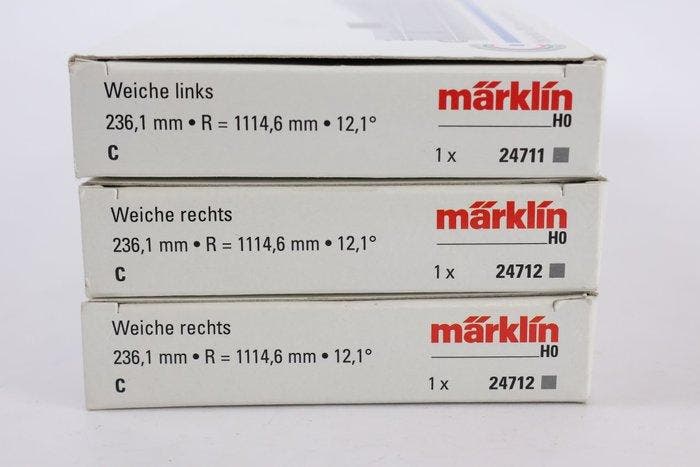 Weiche links
märklin
236,1 mm • R = 1114,6 mm • 12,1°
H0
C
1 x 24711
Weiche rechts
märklin
236,1 mm • R = 1114,6 mm • 12,1°
H0
C
1 x 24712
Weiche rechts
märklin
236,1 mm • R = 1114,6 mm • 12,1°
H0
C
1 x 24712